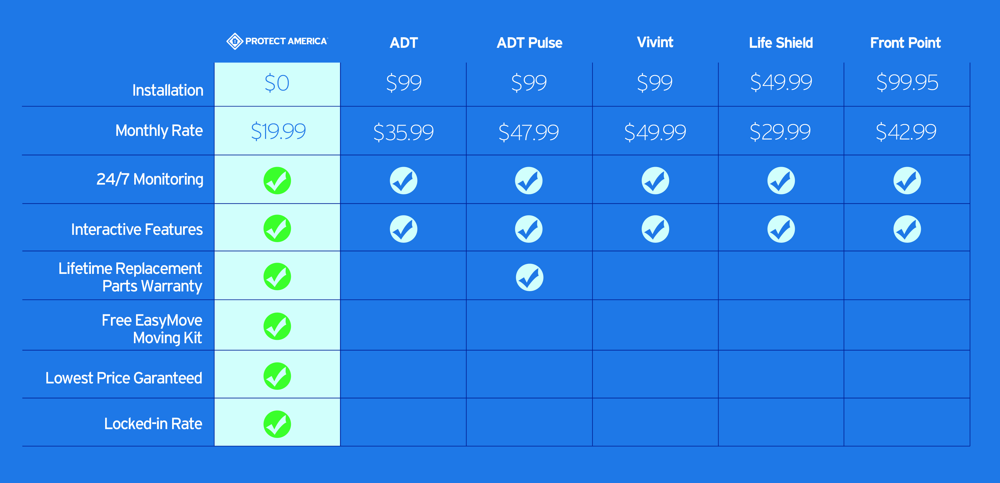 PROTECT AMERICA™ ADT ADT Pulse Vivint Life Shield Front Point
Installation $0 $99 $99 $99 $49.99 $99.95
Monthly Rate $19.99 $35.99 $47.99 $49.99 $29.99 $42.99
24/7 Monitoring
Interactive Features
Lifetime Replacement
Parts Warranty
Free EasyMove
Moving Kit
Lowest Price Garanteed
Locked-in Rate